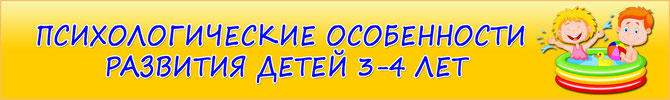 ПСИХОЛОГИЧЕСКИЕ ОСОБЕННОСТИ
РАЗВИТИЯ ДЕТЕЙ 3-4 ЛЕТ